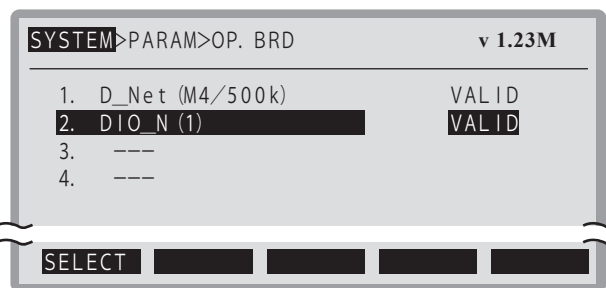 SYSTEM>PARAM>OP. BRD v 1.23M
1. D_Net (M4/500k) VALID
2. DIO_N (1) VALID
3. ---
4. ---
SELECT